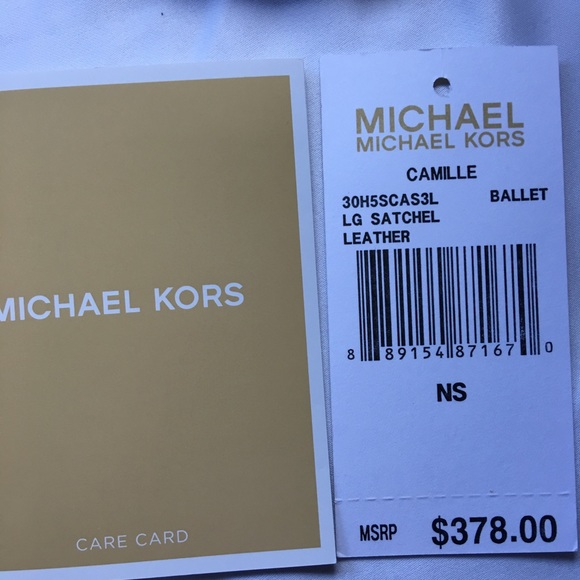 MICHAEL KORS
CARE CARD
MICHAEL
MICHAEL KORS
CAMILLE
30H5SCAS3L BALLET
LG SATCHEL
LEATHER
8 89154 87167 0
NS
MSRP $378.00